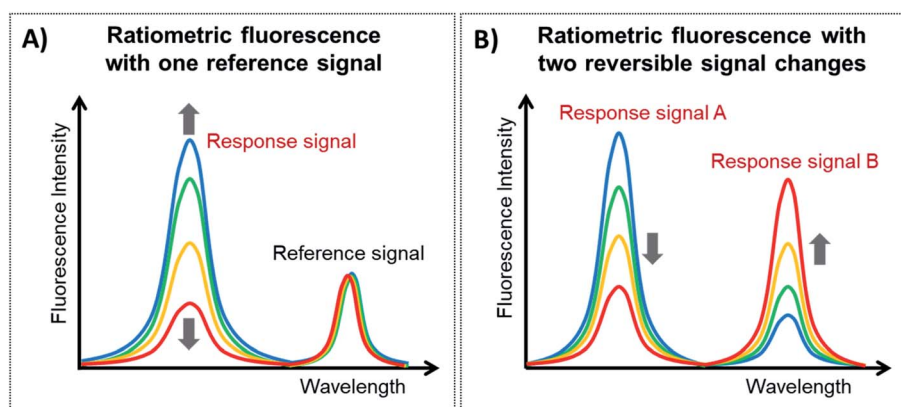 A)
Ratiometric fluorescence
with one reference signal
Response signal
Reference signal
Fluorescence Intensity
Wavelength
B)
Ratiometric fluorescence with
two reversible signal changes
Response signal A
Response signal B
Fluorescence Intensity
Wavelength